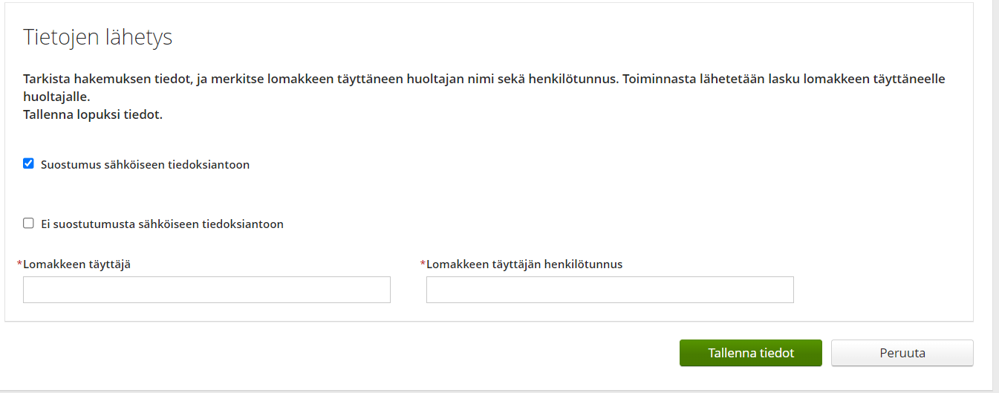 Tietojen lähetys
Tarkista hakemuksen tiedot, ja merkitse lomakkeen täyttäneen huoltajan nimi sekä henkilötunnus. Toiminnasta lähetetään lasku lomakkeen täyttäneelle
huoltajalle.
Tallenna lopuksi tiedot.
Suostumus sähköiseen tiedoksiantoon
Ei suostutumusta sähköiseen tiedoksiantoon
*Lomakkeen täyttäjä
*Lomakkeen täyttäjän henkilötunnus
Tallenna tiedot
Peruuta